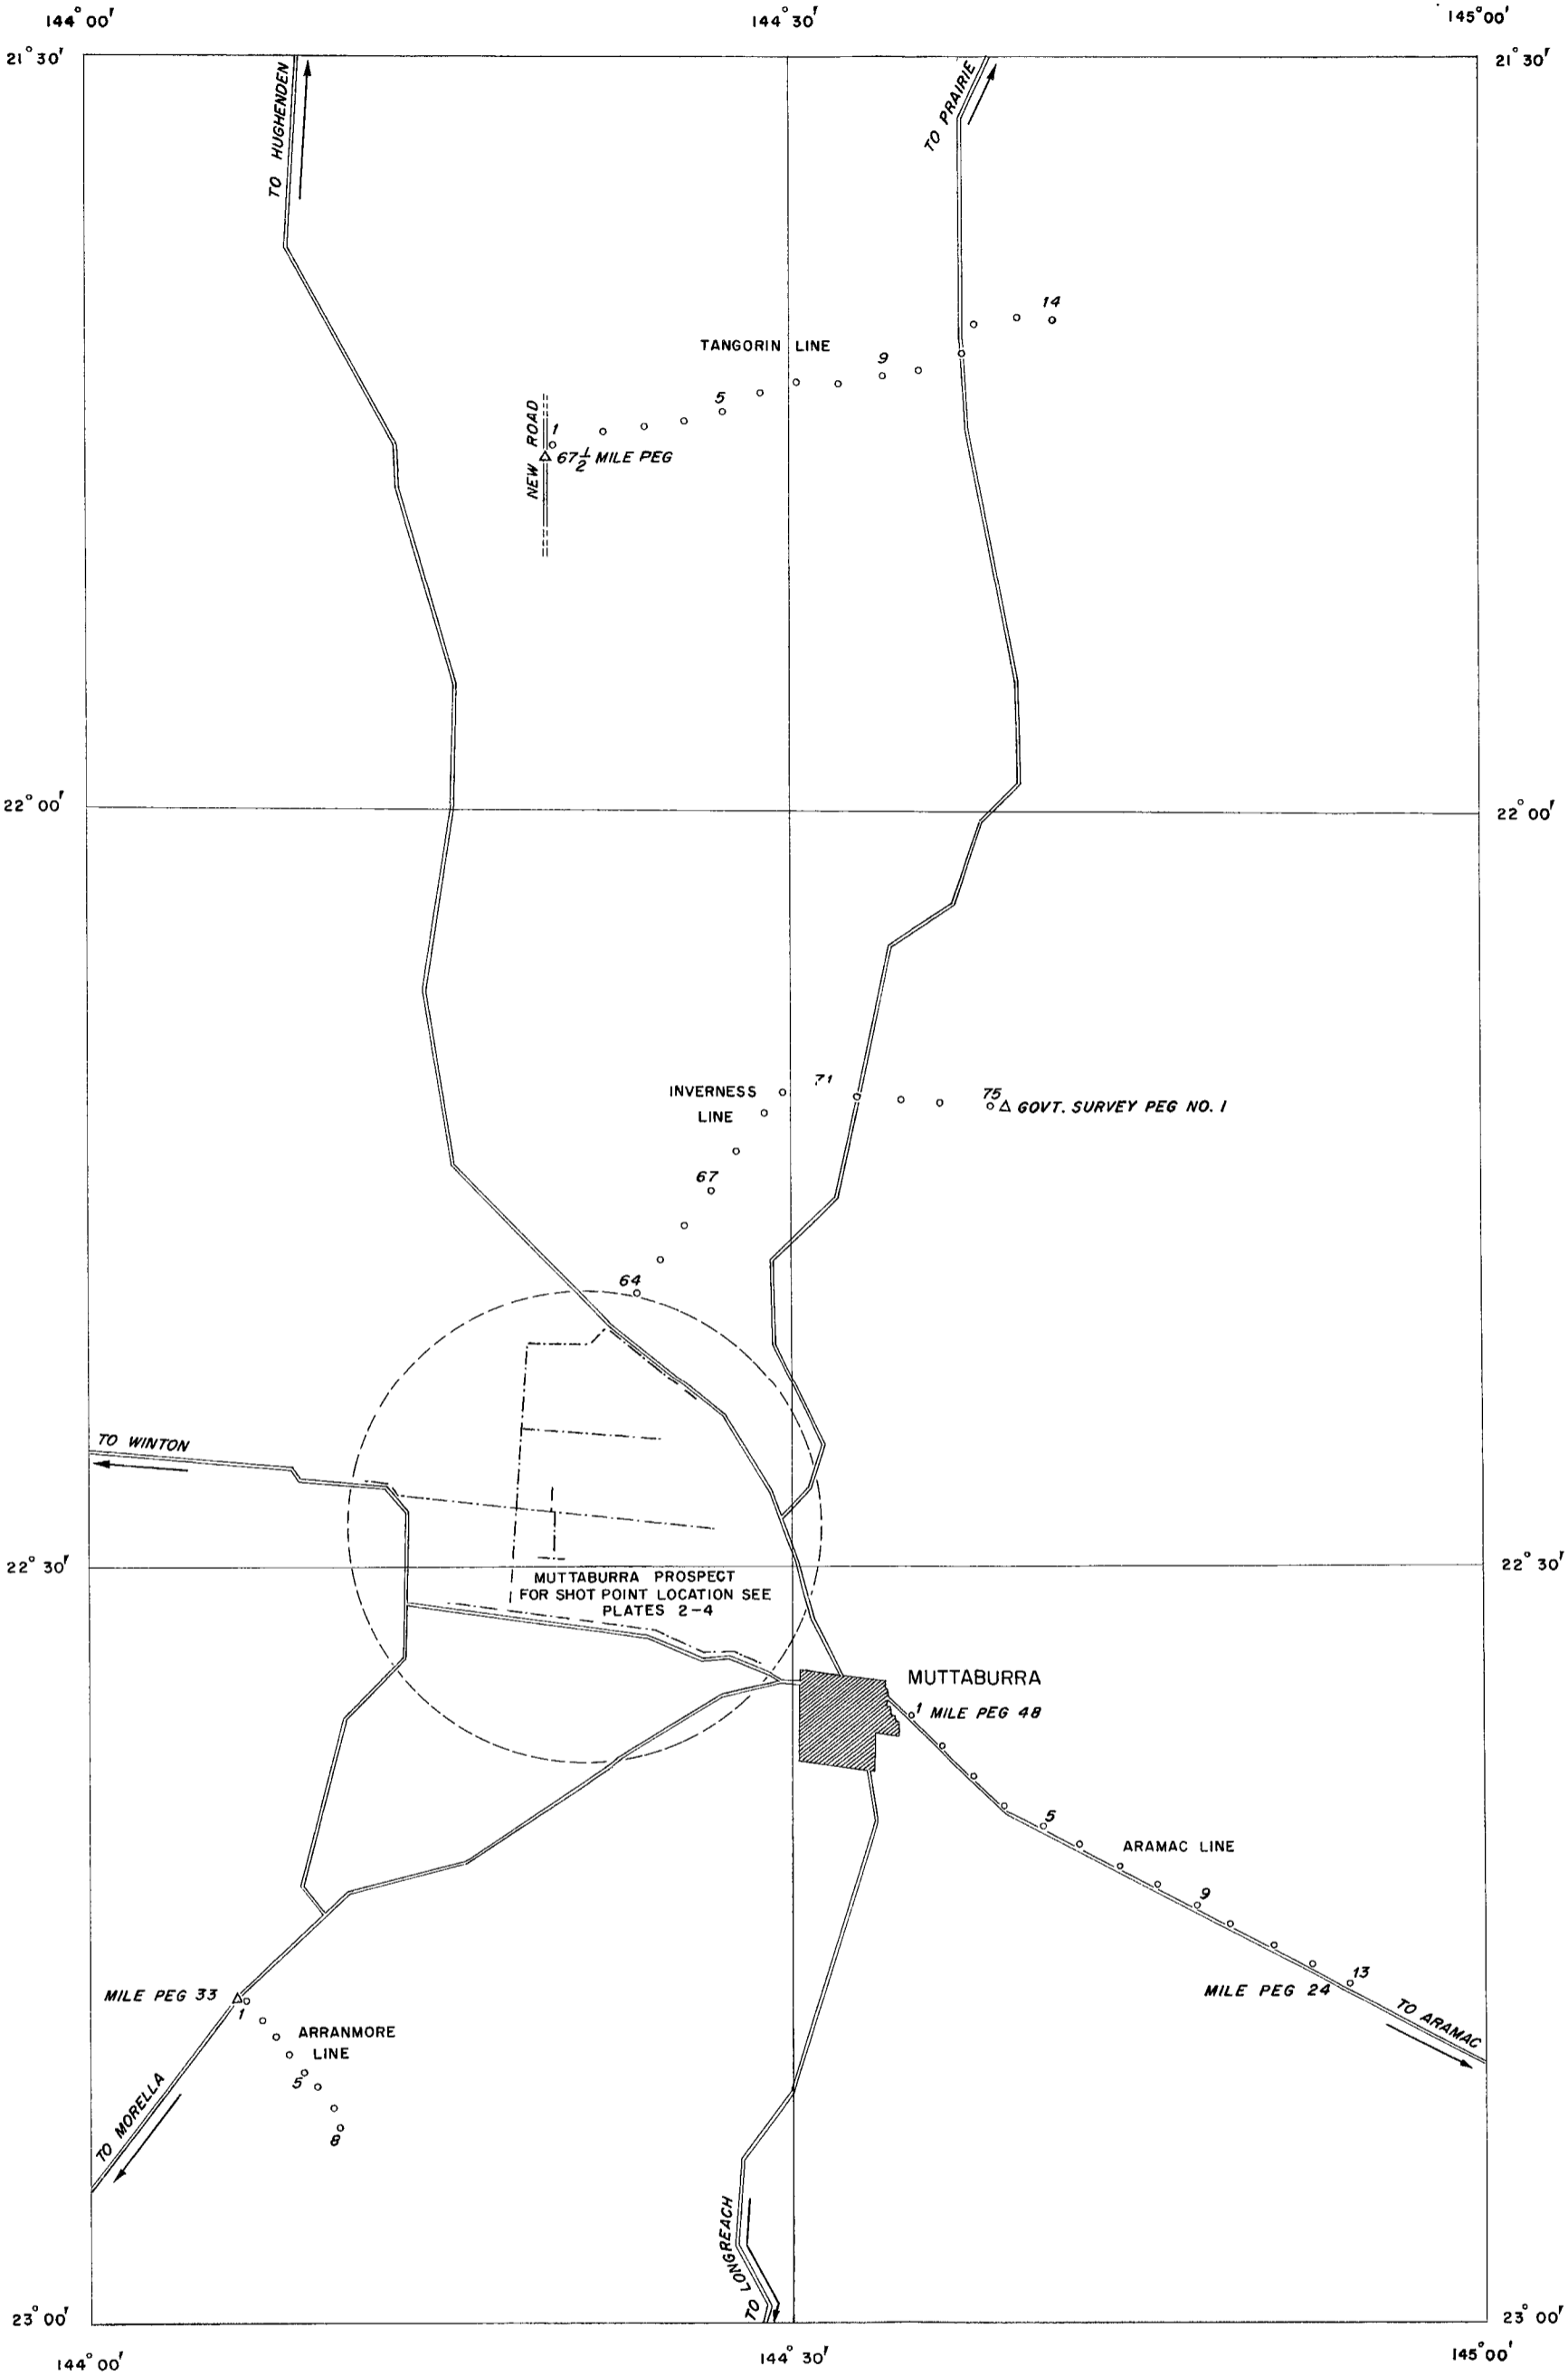 144°00'
144°30'
145°00'
21°30'
21°30'
TO HUGHENDEN
TO PRAIRIE
14
TANGORIN LINE
9
5
NEW ROAD
1
67½ MILE PEG
22°00'
22°00'
INVERNESS
LINE
71
75
GOVT. SURVEY PEG NO. 1
67
64
TO WINTON
22°30'
22°30'
MUTTABURRA PROSPECT
FOR SHOT POINT LOCATION SEE
PLATES 2-4
MUTTABURRA
1 MILE PEG 48
5
ARAMAC LINE
9
13
MILE PEG 24
TO ARAMAC
MILE PEG 33
1
ARRANMORE
LINE
5
8
TO MORELLA
TO LONGREACH
23°00'
23°00'
144°00'
144°30'
145°00'